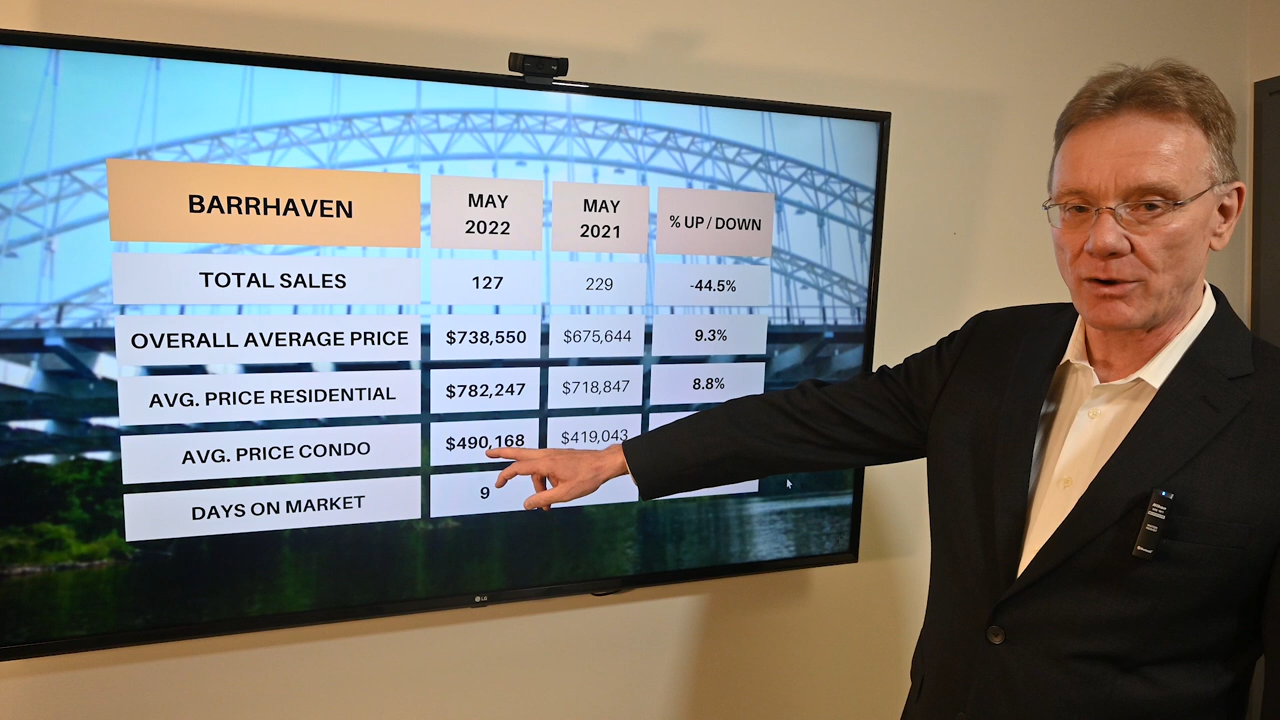 BARRHAVEN
MAY
2022
MAY
2021
% UP / DOWN
TOTAL SALES
127
229
-44.5%
OVERALL AVERAGE PRICE
$738,550
$675,644
9.3%
AVG. PRICE RESIDENTIAL
$782,247
$718,847
8.8%
AVG. PRICE CONDO
$490,168
$419,043
DAYS ON MARKET
9
LG